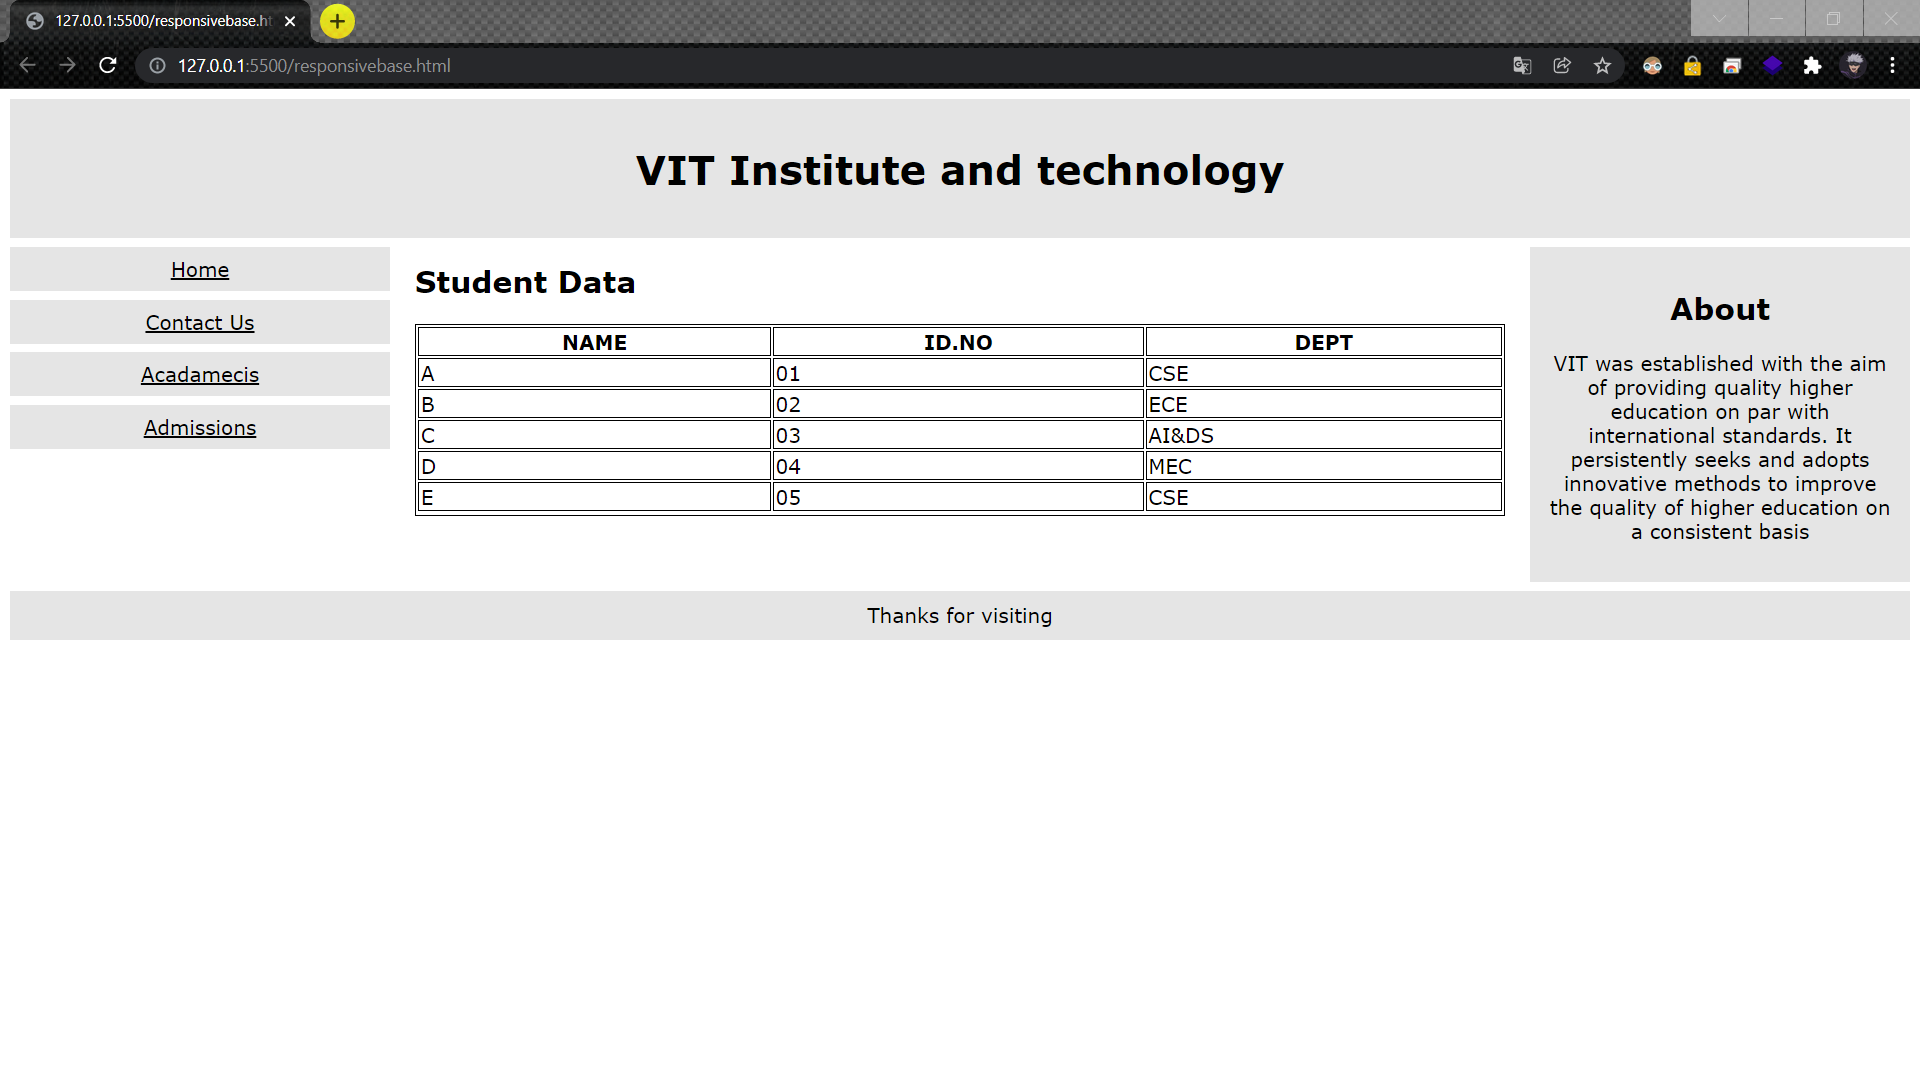 127.0.0.1:5500/responsivebase.ht
127.0.0.1:5500/responsivebase.html
VIT Institute and technology
Home
Contact Us
Acadamecis
Admissions
Student Data
NAME ID.NO DEPT
A 01 CSE
B 02 ECE
C 03 AI&DS
D 04 MEC
E 05 CSE
About
VIT was established with the aim
of providing quality higher
education on par with
international standards. It
persistently seeks and adopts
innovative methods to improve
the quality of higher education on
a consistent basis
Thanks for visiting